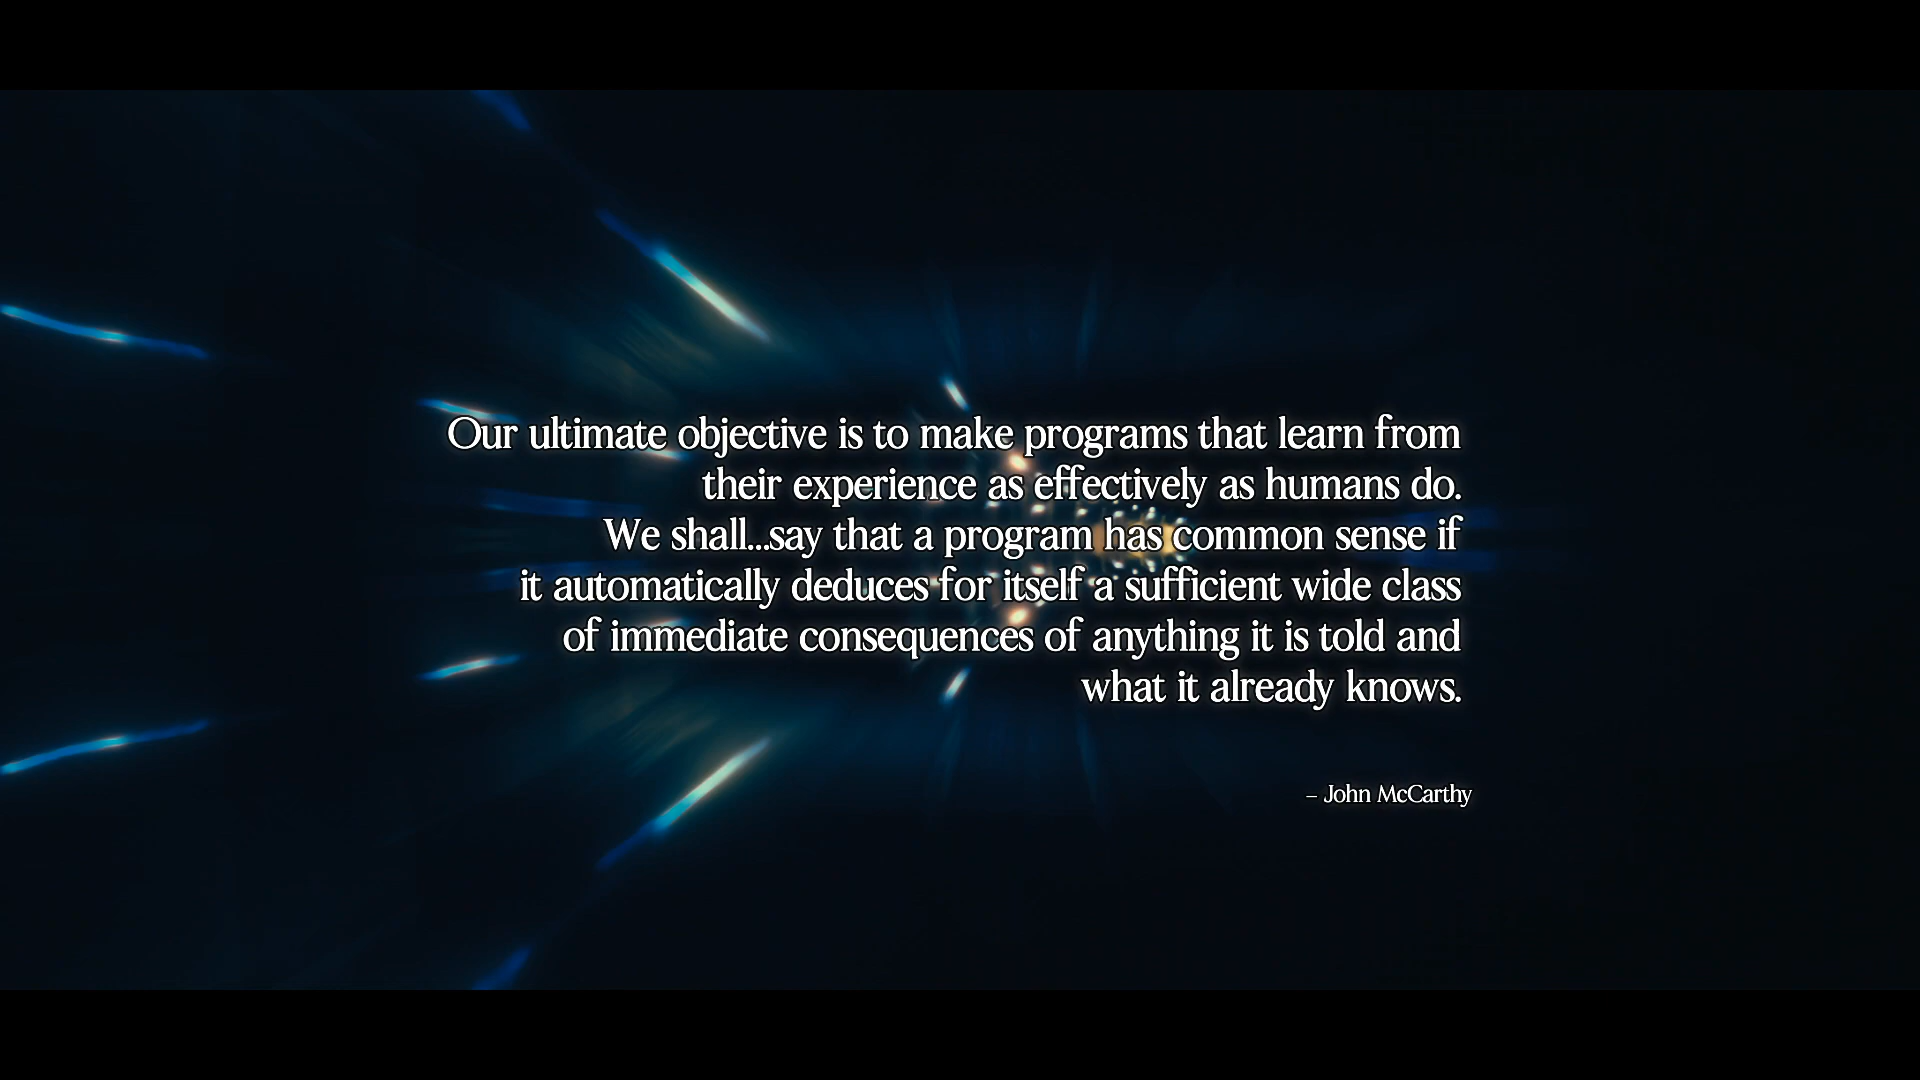 Our ultimate objective is to make programs that learn from
their experience as effectively as humans do.
We shall...say that a program has common sense if
it automatically deduces for itself a sufficient wide class
of immediate consequences of anything it is told and
what it already knows.
– John McCarthy